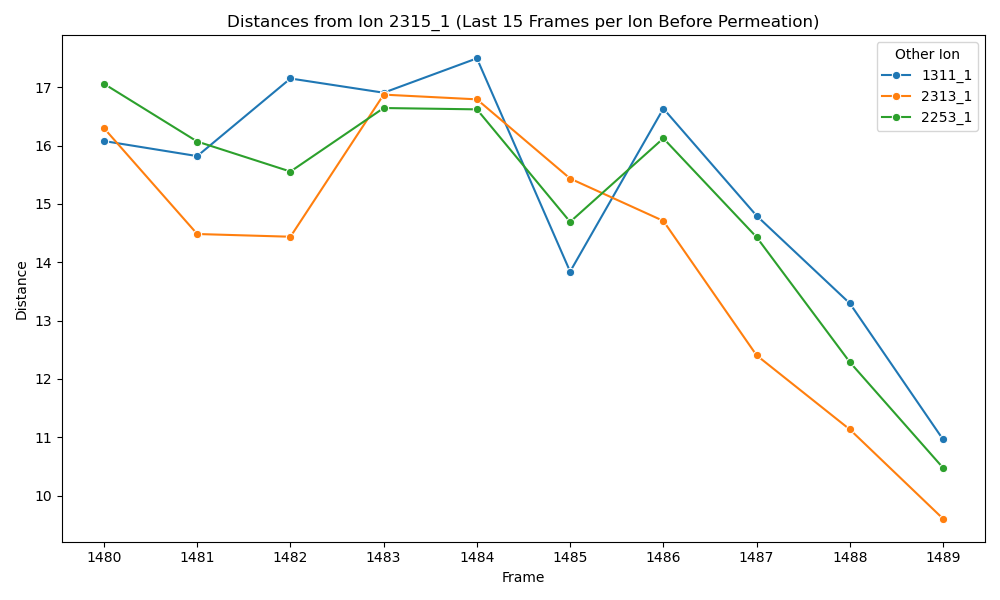 Distances from Ion 2315_1 (Last 15 Frames per Ion Before Permeation)
Other Ion
1311_1
2313_1
2253_1
Distance
17
16
15
14
13
12
11
10
1480 1481 1482 1483 1484 1485 1486 1487 1488 1489
Frame